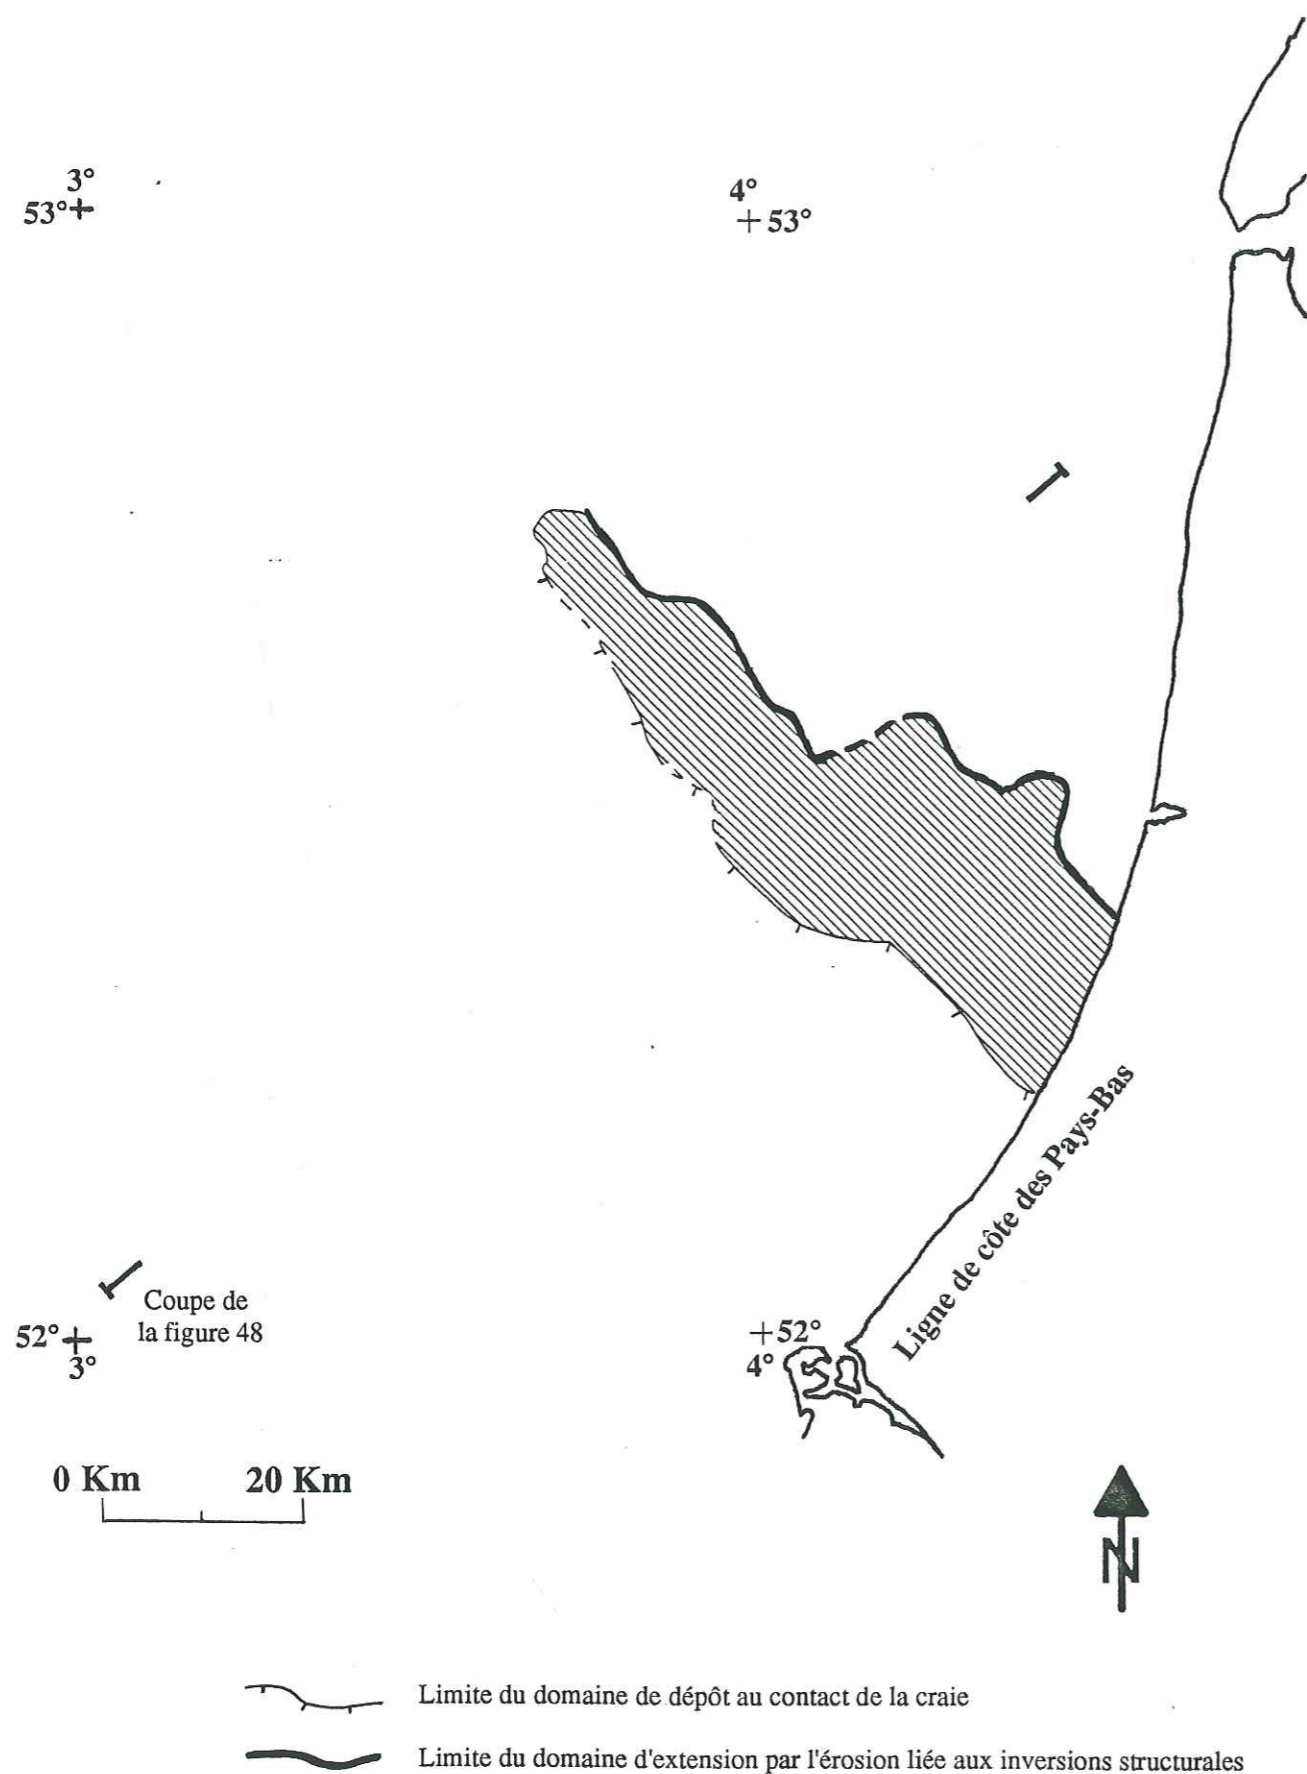 3°
53°
4°
53°
Ligne de côte des Pays-Bas
Coupe de
la figure 48
52°
3°
52°
4°
0 Km 20 Km
N
Limite du domaine de dépôt au contact de la craie
Limite du domaine d'extension par l'érosion liée aux inversions structurales